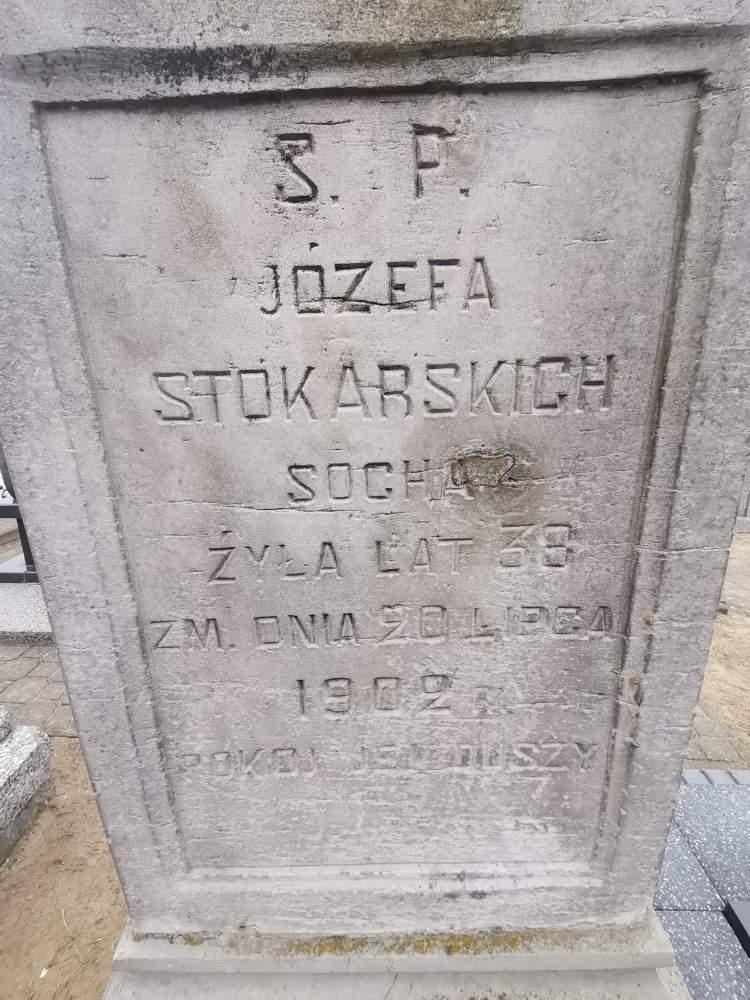 Ś. P.
JÓZEFA
STOKARSKICH
SOCHA
ŻYŁA LAT 38
ZM. DNIA 20 LIPCA
1902 R.
POKÓJ JEJ DUSZY